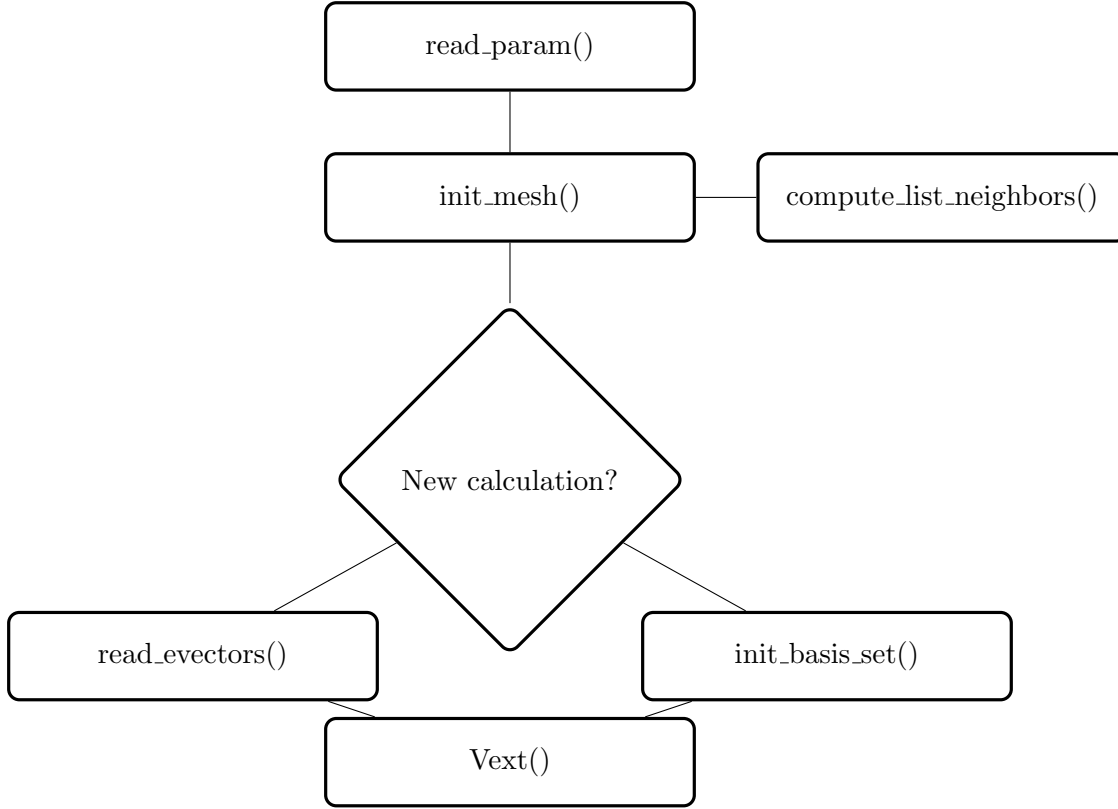 read_param()
init_mesh()
compute_list_neighbors()
New calculation?
read_evectors()
init_basis_set()
Vext()